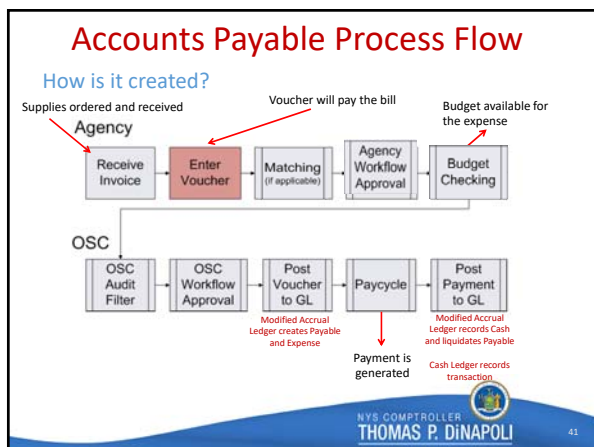 Accounts Payable Process Flow
How is it created?
Supplies ordered and received
Voucher will pay the bill
Budget available for
the expense
Agency
Receive
Invoice
Enter
Voucher
Matching
(if applicable)
Agency
Workflow
Approval
Budget
Checking
OSC
OSC
Audit
Filter
OSC
Workflow
Approval
Post
Voucher
to GL
Paycycle
Post
Payment
to GL
Modified Accrual
Ledger creates Payable
and Expense
Payment is
generated
Modified Accrual
Ledger records Cash
and liquidates Payable
Cash Ledger records
transaction
NYS COMPTROLLER
THOMAS P. DiNAPOLI
41